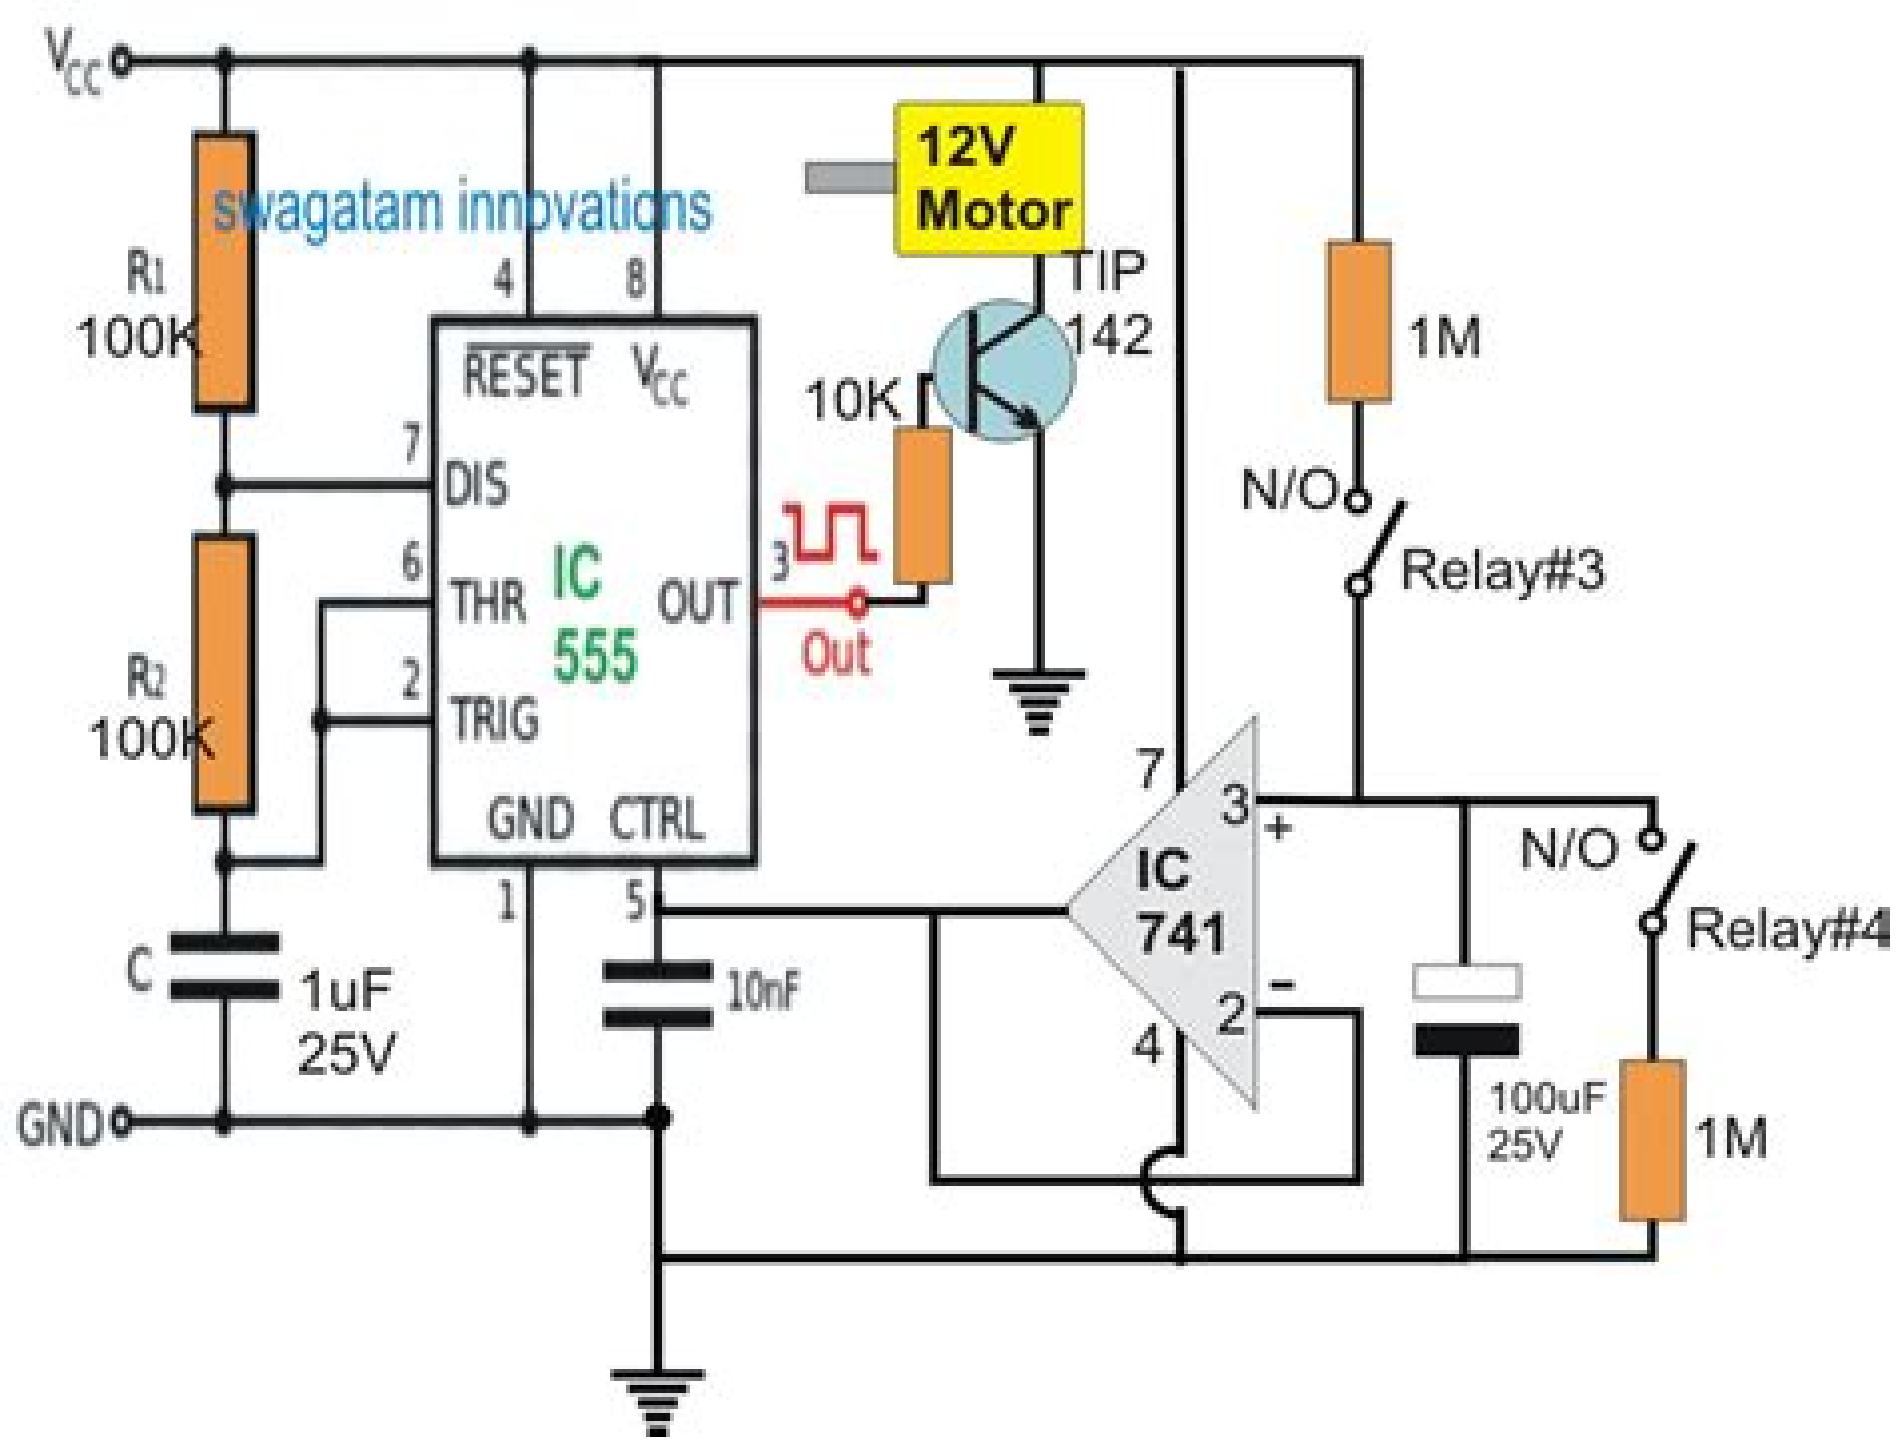 VCC
12V
Motor
swagatam innovations
TIP
142
R1
100K
4
8
RESET
VCC
10K
1M
7
DIS
N/O
6
THR
IC
555
OUT
3
Out
Relay#3
2
TRIG
R2
100K
GND
CTRL
7
3
+
N/O
IC
741
1
5
Relay#4
C
1uF
25V
10nF
-
2
4
100uF
25V
1M
GND